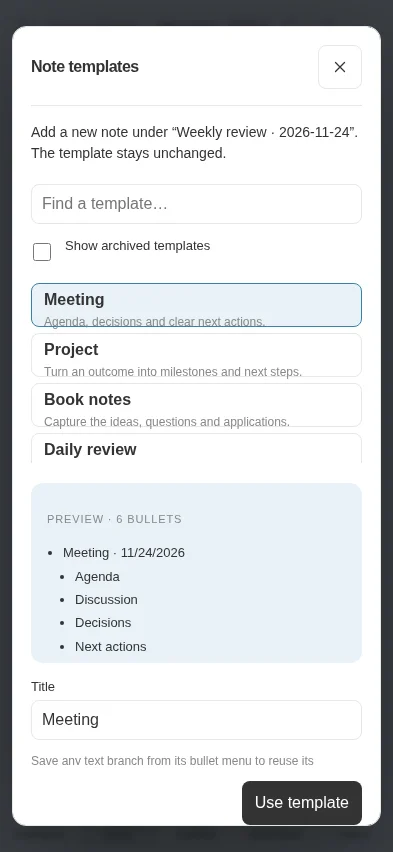 Note templates
Add a new note under “Weekly review · 2026-11-24”.
The template stays unchanged.
Find a template…
Show archived templates
Meeting
Agenda, decisions and clear next actions.
Project
Turn an outcome into milestones and next steps.
Book notes
Capture the ideas, questions and applications.
Daily review
PREVIEW · 6 BULLETS
• Meeting · 11/24/2026
• Agenda
• Discussion
• Decisions
• Next actions
Title
Meeting
Save any text branch from its bullet menu to reuse its
Use template